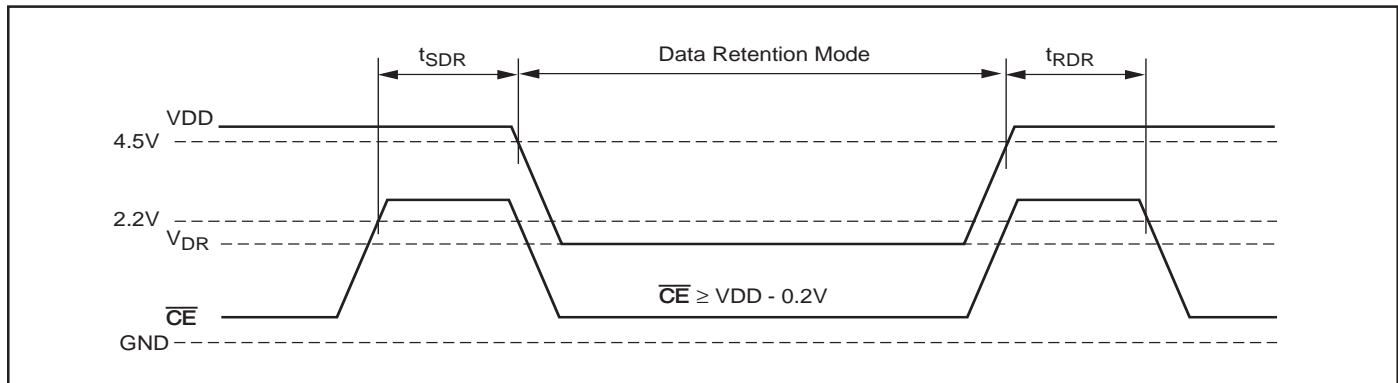 tSDR
Data Retention Mode
tRDR
VDD
4.5V
2.2V
VDR
CE
CE ≥ VDD - 0.2V
GND